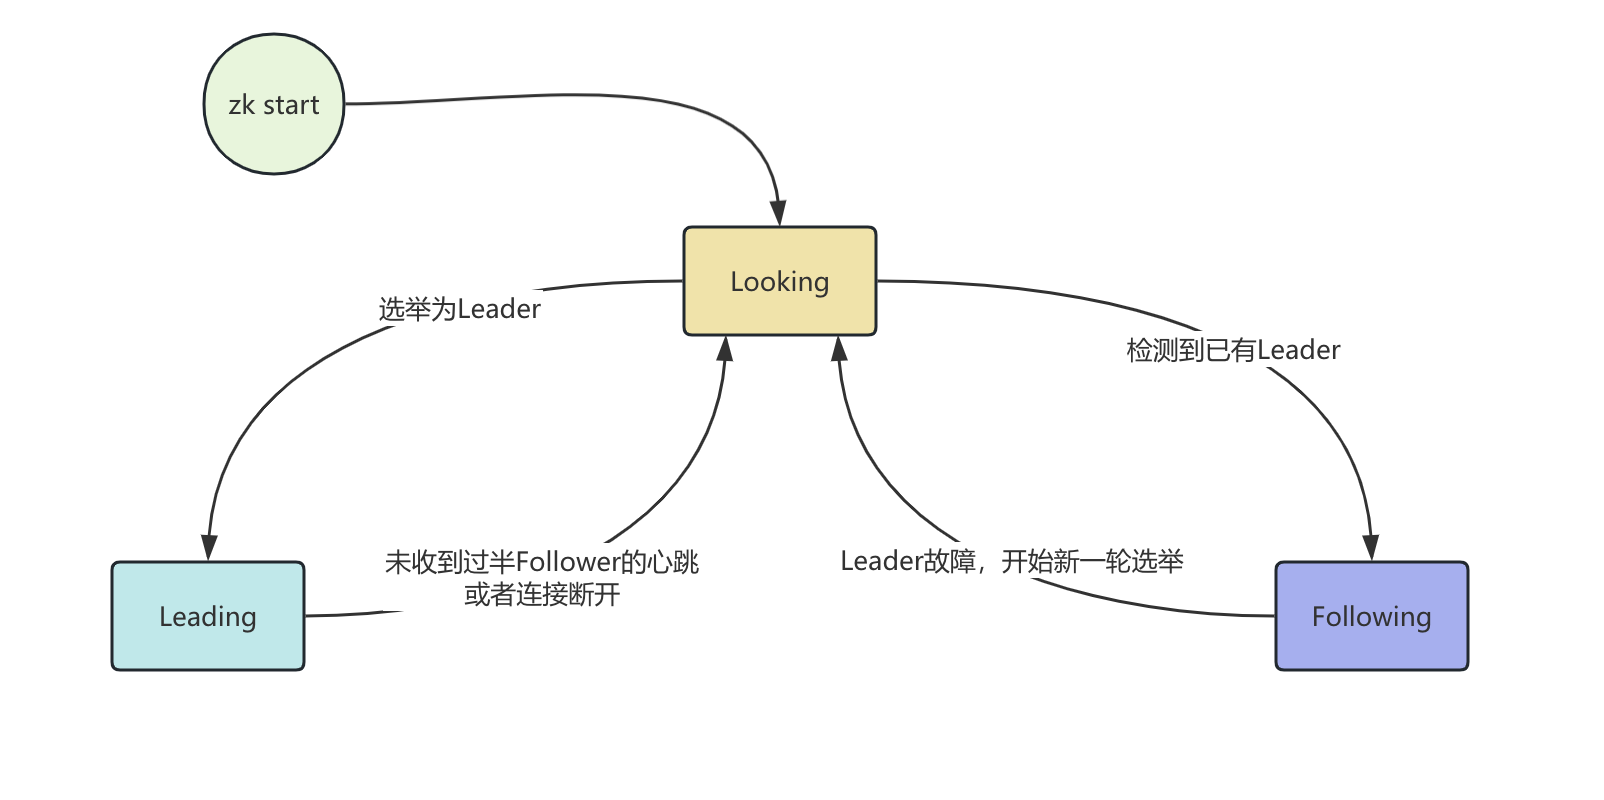 zk start
Looking
选举为Leader
检测到已有Leader
未收到过半Follower的心跳
或者连接断开
Leader故障，开始新一轮选举
Leading
Following